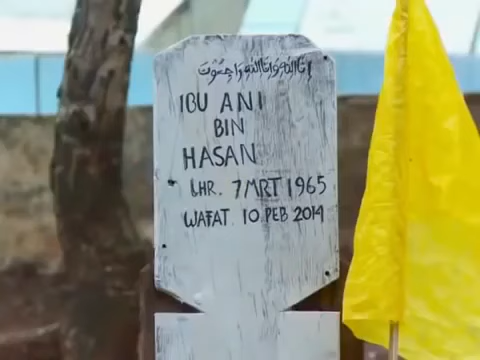 إنا لله وإنا إليه راجعون
IBU ANI
BIN
HASAN
LHR. 7 MRT 1965
WAFAT. 10 PEB 2014